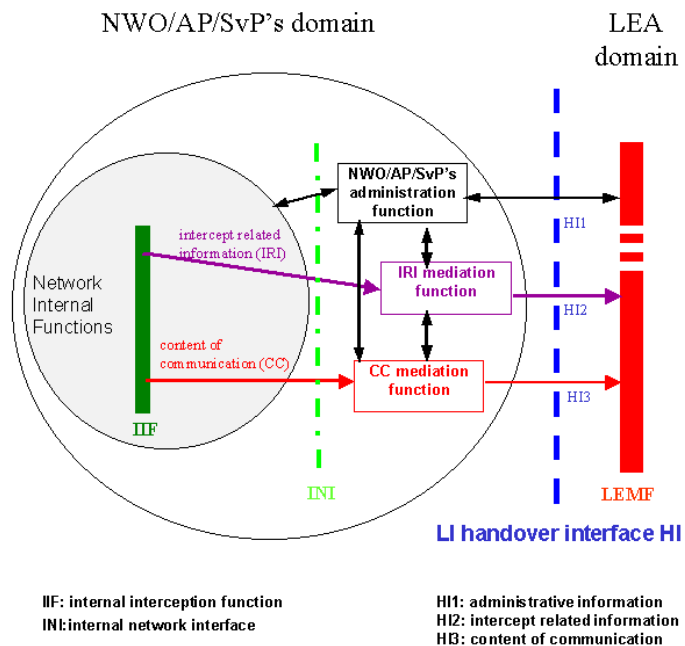 NWO/AP/SvP's domain
LEA
domain
NWO/AP/SvP's
administration
function
HI1
intercept related
information (IRI)
IRI mediation
function
HI2
Network
Internal
Functions
content of
communication (CC)
CC mediation
function
HI3
IIF
INI
LEMF
LI handover interface HI
IIF: internal interception function
INI:internal network interface
HI1: administrative information
HI2: intercept related information
HI3: content of communication